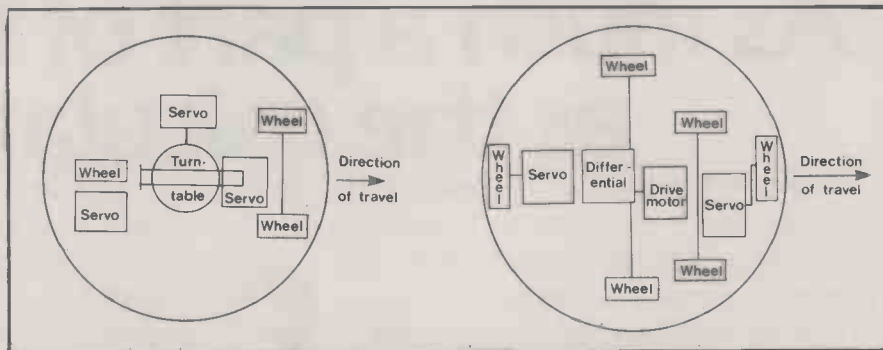 Servo
Wheel
Wheel
Turn-
table
Servo
Servo
Wheel
Direction
of travel
Wheel
Wheel
Wheel
Servo
Differ-
ential
Drive
motor
Servo
Wheel
Wheel
Wheel
Direction
of travel